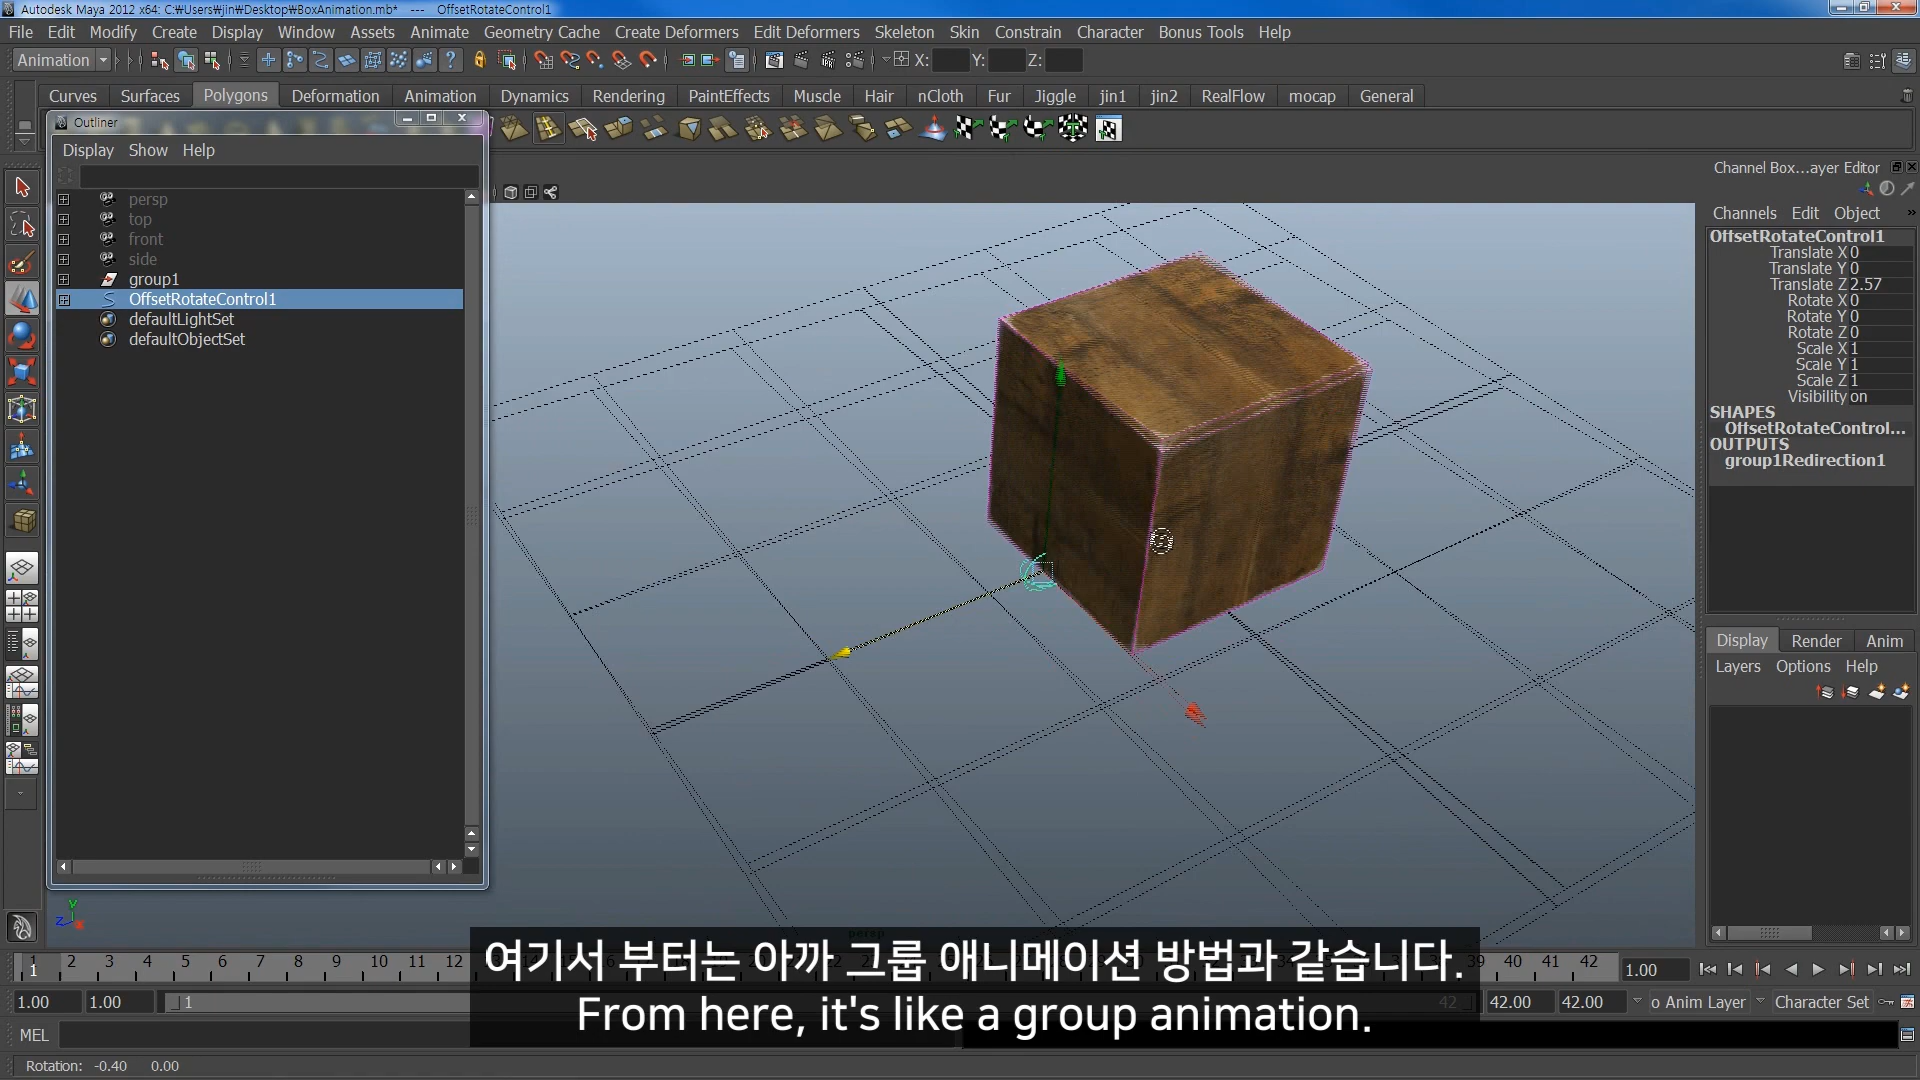 Autodesk Maya 2012 x64: C:₩Users₩jin₩Desktop₩BoxAnimation.mb* --- OffsetRotateControl1
File Edit Modify Create Display Window Assets Animate Geometry Cache Create Deformers Edit Deformers Skeleton Skin Constrain Character Bonus Tools Help
Animation X: Y: Z:
Curves Surfaces Polygons Deformation Animation Dynamics Rendering PaintEffects Muscle Hair nCloth Fur Jiggle jin1 jin2 RealFlow mocap General
Outliner
Display Show Help
persp
top
front
side
group1
OffsetRotateControl1
defaultLightSet
defaultObjectSet
Channel Box...ayer Editor
Channels Edit Object »
OffsetRotateControl1
Translate X 0
Translate Y 0
Translate Z 2.57
Rotate X 0
Rotate Y 0
Rotate Z 0
Scale X 1
Scale Y 1
Scale Z 1
Visibility on
SHAPES
OffsetRotateControl...
OUTPUTS
group1Redirection1
Display Render Anim
Layers Options Help
y
z
persp
여기서 부터는 아까 그룹 애니메이션 방법과 같습니다.
From here, it's like a group animation.
1 2 3 4 5 6 7 8 9 10 11 12 39 40 41 42 1.00
1
1.00 1.00 1 42 42.00 42.00 o Anim Layer Character Set
MEL
Rotation: -0.40 0.00